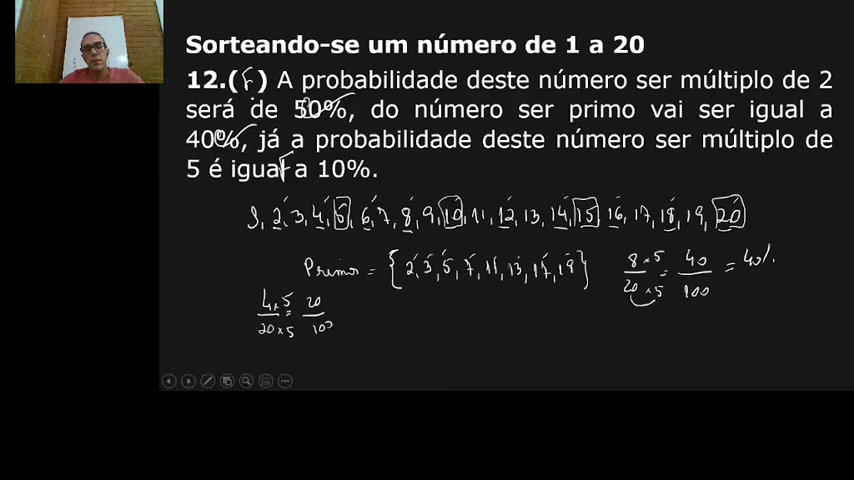 Sorteando-se um número de 1 a 20
12.(F) A probabilidade deste número ser múltiplo de 2
será de 50%, do número ser primo vai ser igual a
40%, já a probabilidade deste número ser múltiplo de
5 é igual a 10%.
1, 2, 3, 4, 5, 6, 7, 8, 9, 10, 11, 12, 13, 14, 15, 16, 17, 18, 19, 20
Primos = {2, 3, 5, 7, 11, 13, 17, 19}
8 x 5 / 20 x 5 = 40 / 100 = 40%
4 x 5 / 20 x 5 = 20 / 100